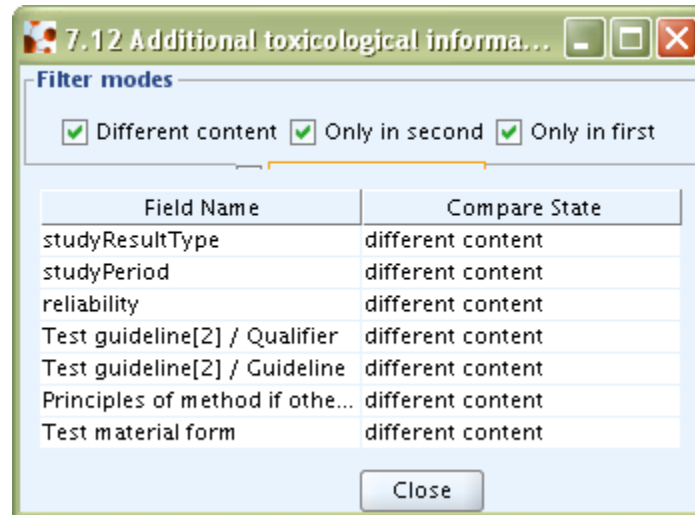 7.12 Additional toxicological informa...
Filter modes
Different content Only in second Only in first
Field Name Compare State
studyResultType different content
studyPeriod different content
reliability different content
Test guideline[2] / Qualifier different content
Test guideline[2] / Guideline different content
Principles of method if othe... different content
Test material form different content
Close